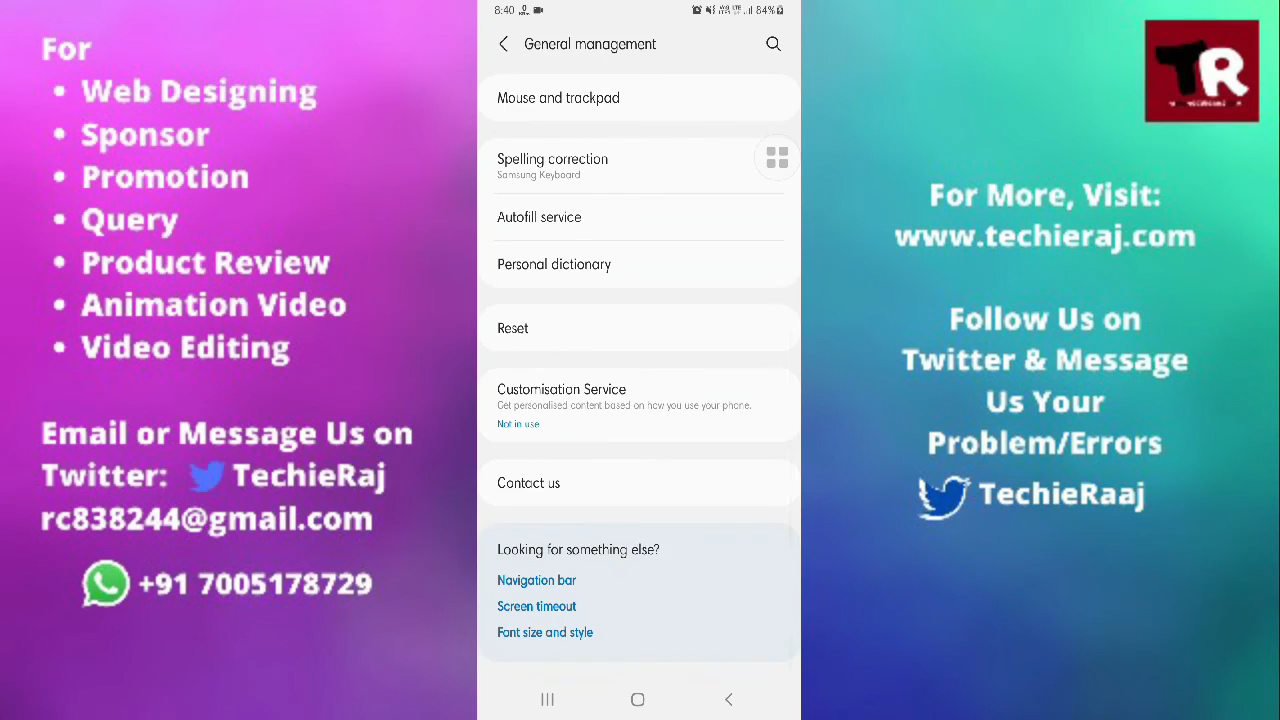 For
• Web Designing
• Sponsor
• Promotion
• Query
• Product Review
• Animation Video
• Video Editing
Email or Message Us on
Twitter: TechieRaj
rc838244@gmail.com
+91 7005178729
8:40
84%
General management
Mouse and trackpad
Spelling correction
Samsung Keyboard
Autofill service
Personal dictionary
Reset
Customisation Service
Get personalised content based on how you use your phone.
Not in use
Contact us
Looking for something else?
Navigation bar
Screen timeout
Font size and style
TR
For More, Visit:
www.techieraj.com
Follow Us on
Twitter & Message
Us Your
Problem/Errors
TechieRaaj